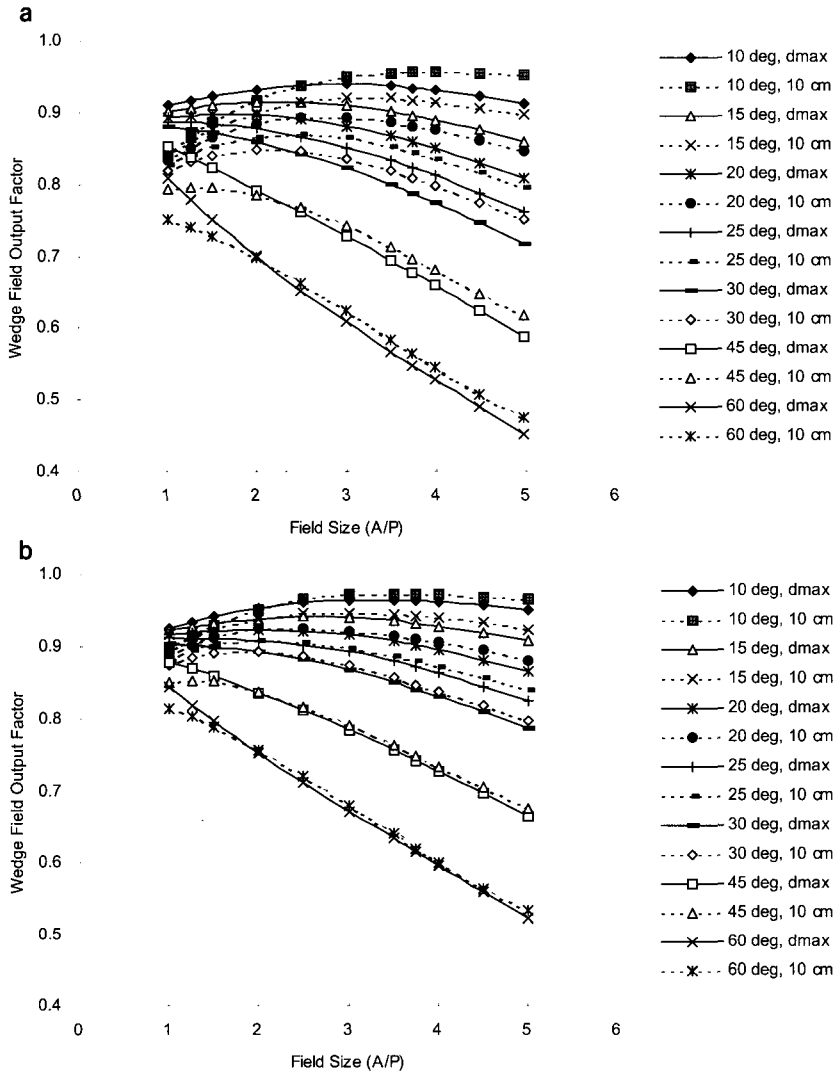 a
1.0
0.9
0.8
0.7
0.6
0.5
0.4
Wedge Field Output Factor
0 1 2 3 4 5 6
Field Size (A/P)
10 deg, dmax
10 deg, 10 cm
15 deg, dmax
15 deg, 10 cm
20 deg, dmax
20 deg, 10 cm
25 deg, dmax
25 deg, 10 cm
30 deg, dmax
30 deg, 10 cm
45 deg, dmax
45 deg, 10 cm
60 deg, dmax
60 deg, 10 cm
b
1.0
0.9
0.8
0.7
0.6
0.5
0.4
Wedge Field Output Factor
0 1 2 3 4 5 6
Field Size (A/P)
10 deg, dmax
10 deg, 10 cm
15 deg, dmax
15 deg, 10 cm
20 deg, dmax
20 deg, 10 cm
25 deg, dmax
25 deg, 10 cm
30 deg, dmax
30 deg, 10 cm
45 deg, dmax
45 deg, 10 cm
60 deg, dmax
60 deg, 10 cm